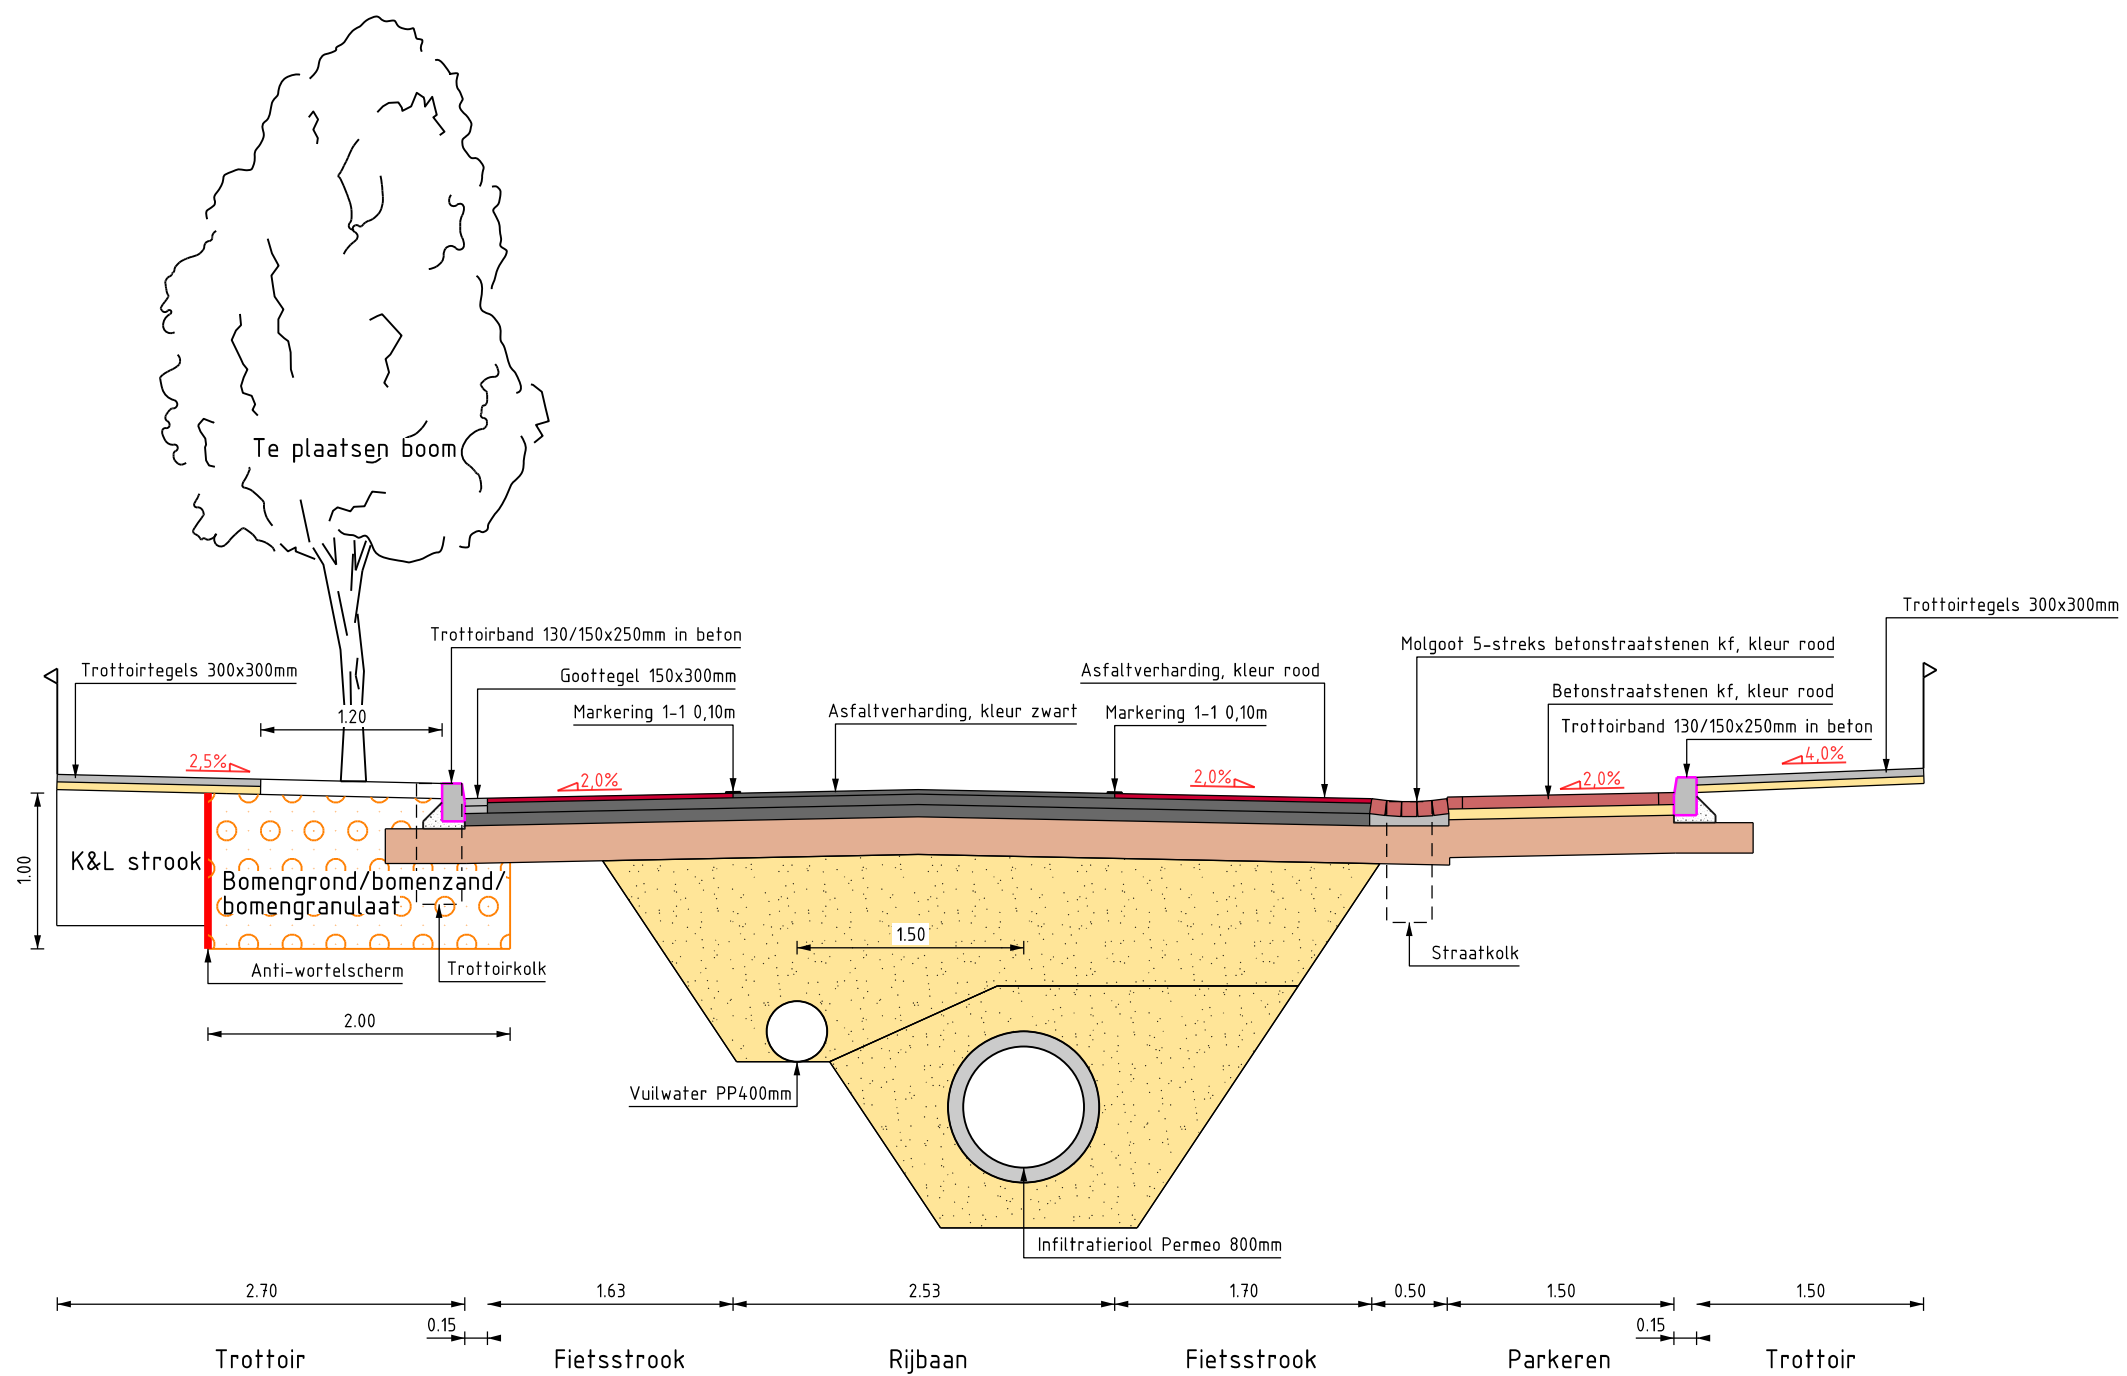 Te plaatsen boom
Trottoirtegels 300x300mm
Trottoirband 130/150x250mm in beton
Molgoot 5-streks betonstraatstenen kf, kleur rood
Trottoirtegels 300x300mm
Goottegel 150x300mm
Asfaltverharding, kleur rood
Betonstraatstenen kf, kleur rood
1.20
Markering 1-1 0,10m
Asfaltverharding, kleur zwart
Markering 1-1 0,10m
Trottoirband 130/150x250mm in beton
2,5%
2,0%
2,0%
2,0%
4,0%
1.00
K&L strook
Bomengrond/bomenzand/
bomengranulaat
1.50
Anti-wortelscherm
Trottoirkolk
Straatkolk
2.00
Vuilwater PP400mm
Infiltratieriool Permeo 800mm
2.70
1.63
2.53
1.70
0.50
1.50
1.50
0.15
0.15
Trottoir
Fietsstrook
Rijbaan
Fietsstrook
Parkeren
Trottoir